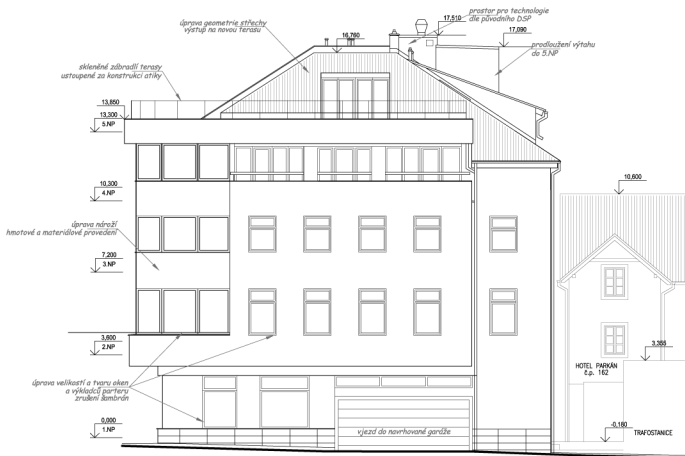 prostor pro technologie
dle původního DSP
17,510
úprava geometrie střechy
výstup na novou terasu
16,760
17,090
prodloužení výtahu
do 5.NP
skleněné zábradlí terasy
ustoupené za konstrukcí atiky
13,850
13,300
5.NP
10,300
4.NP
10,600
úprava nároží
hmotové a materiálové provedení
7,200
3.NP
3,600
2.NP
3,355
HOTEL PARKÁN
č.p. 162
úprava velikostí a tvaru oken
a výkladců parteru
zrušení šambrán
0,000
1.NP
vjezd do navrhované garáže
-0,160
TRAFOSTANICE